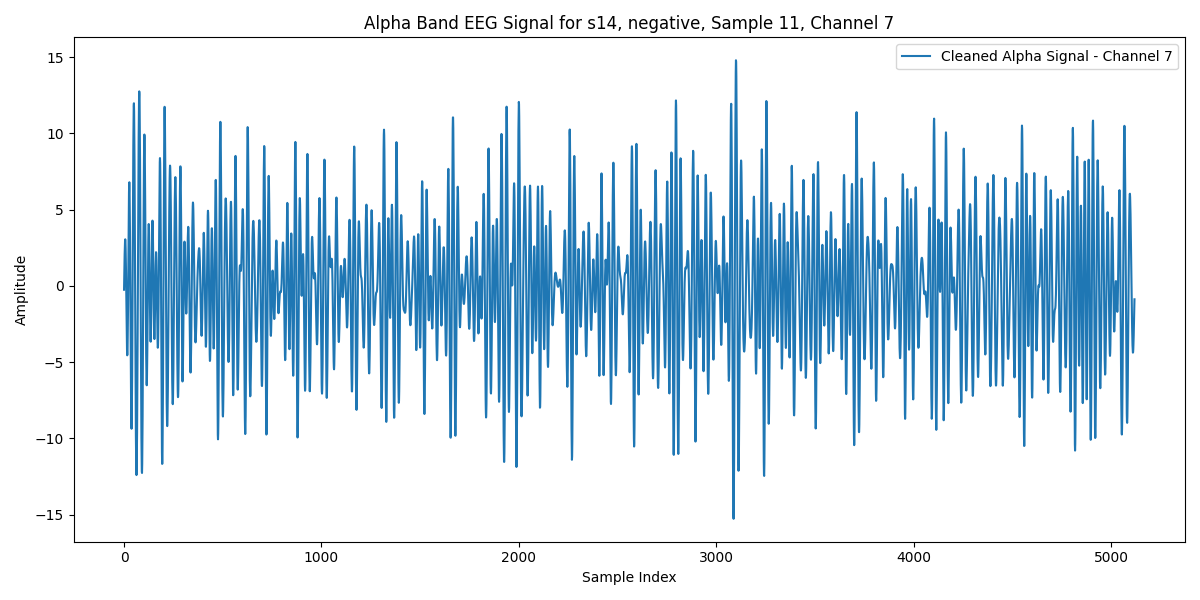 Alpha Band EEG Signal for s14, negative, Sample 11, Channel 7
Cleaned Alpha Signal - Channel 7
15
10
5
0
−5
−10
−15
Amplitude
0 1000 2000 3000 4000 5000
Sample Index